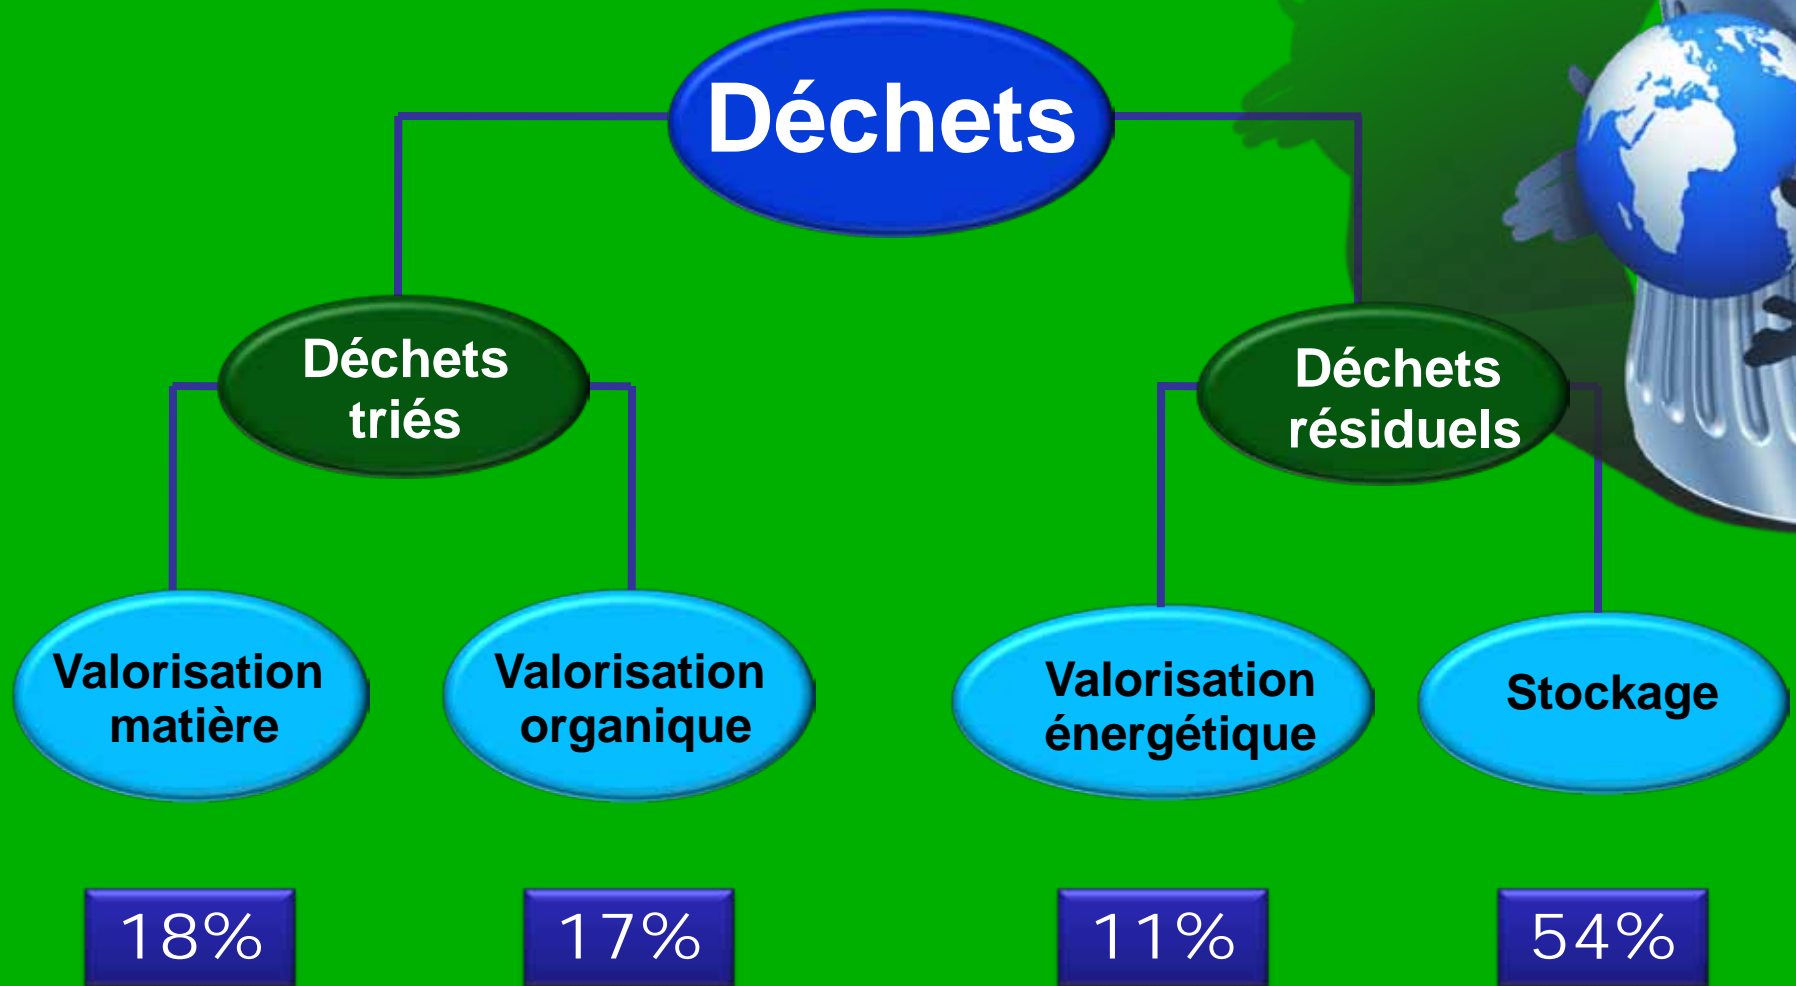 Déchets
Déchets
triés
Déchets
résiduels
Valorisation
matière
Valorisation
organique
Valorisation
énergétique
Stockage
18%
17%
11%
54%